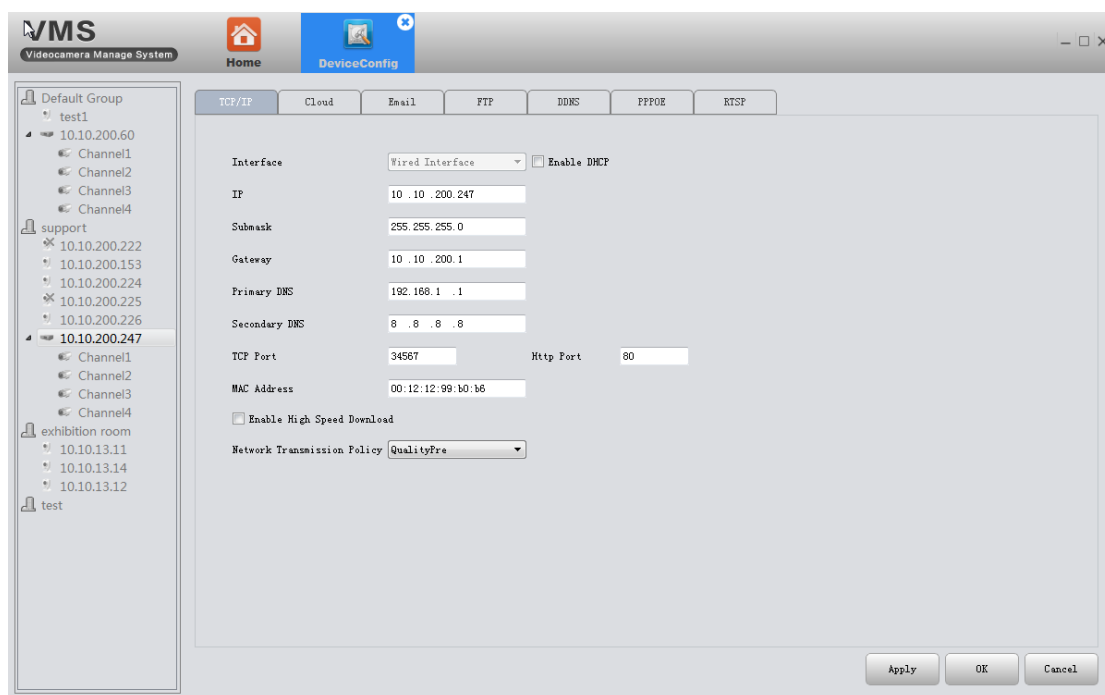 VMS
Videocamera Manage System
Home
DeviceConfig
Default Group
test1
10.10.200.60
Channel1
Channel2
Channel3
Channel4
support
10.10.200.222
10.10.200.153
10.10.200.224
10.10.200.225
10.10.200.226
10.10.200.247
Channel1
Channel2
Channel3
Channel4
exhibition room
10.10.13.11
10.10.13.14
10.10.13.12
test
TCP/IP Cloud Email FTP DDNS PPPOE RTSP
Interface Wired Interface Enable DHCP
IP 10 .10 .200.247
Submask 255.255.255.0
Gateway 10 .10 .200.1
Primary DNS 192.168.1 .1
Secondary DNS 8 .8 .8 .8
TCP Port 34567 Http Port 80
MAC Address 00:12:12:99:b0:b6
Enable High Speed Download
Network Transmission Policy QualityPre
Apply OK Cancel